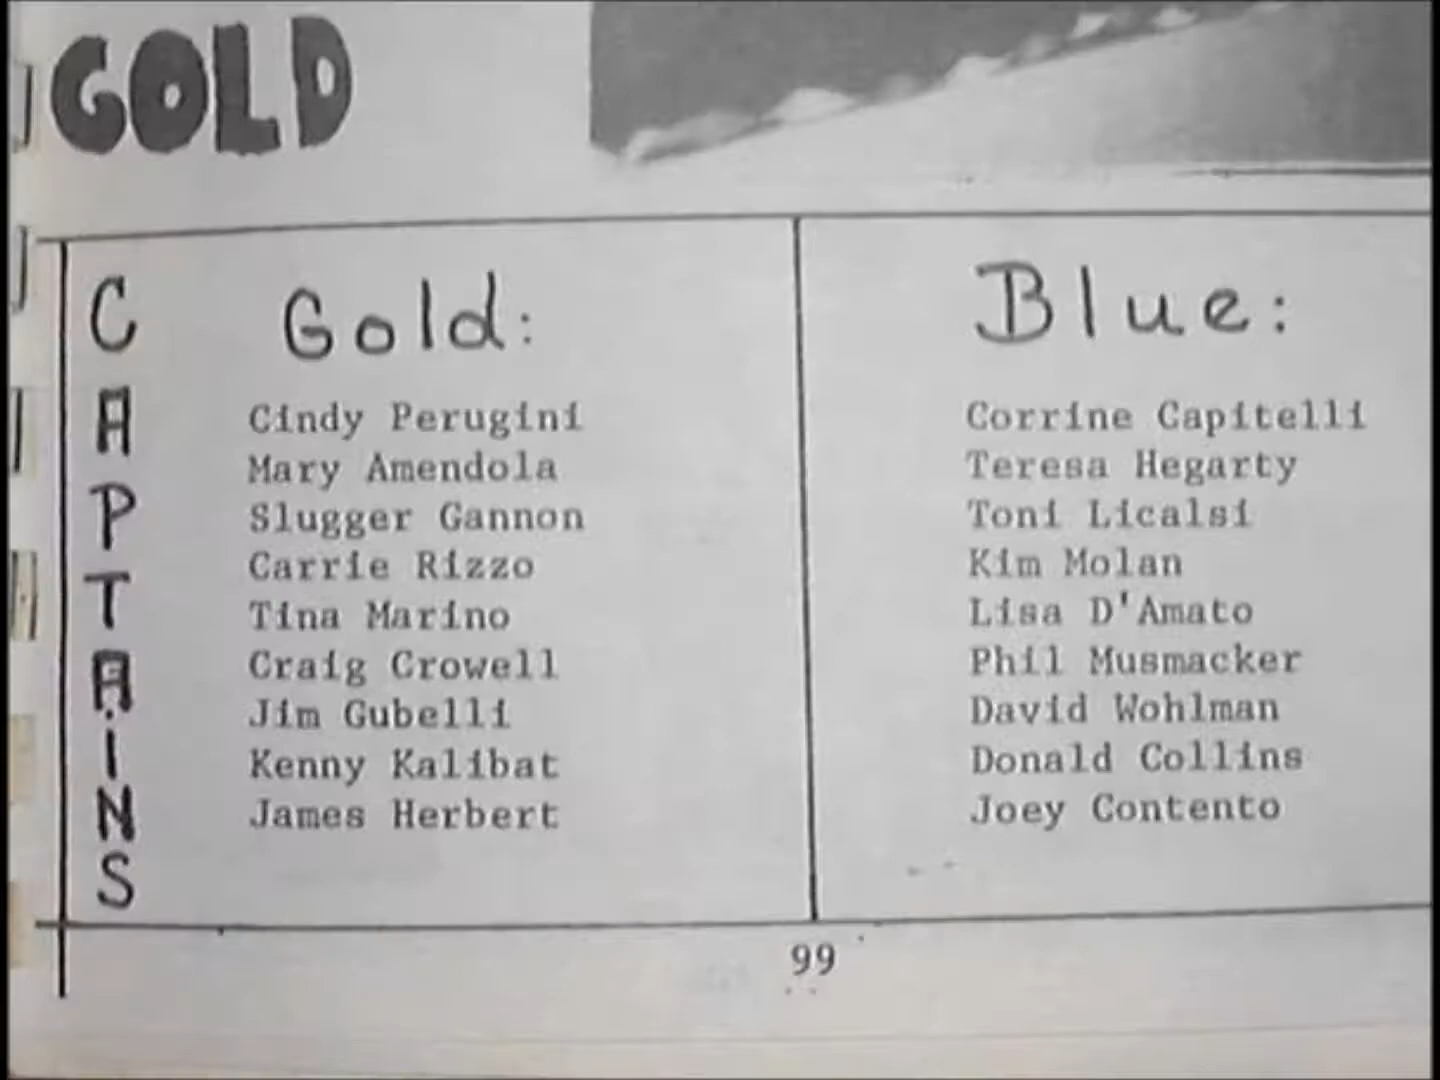 GOLD
CAPTAINS
Gold:
Cindy Perugini
Mary Amendola
Slugger Gannon
Carrie Rizzo
Tina Marino
Craig Crowell
Jim Gubelli
Kenny Kalibat
James Herbert
Blue:
Corrine Capitelli
Teresa Hegarty
Toni Licalsi
Kim Molan
Lisa D'Amato
Phil Musmacker
David Wohlman
Donald Collins
Joey Contento
99